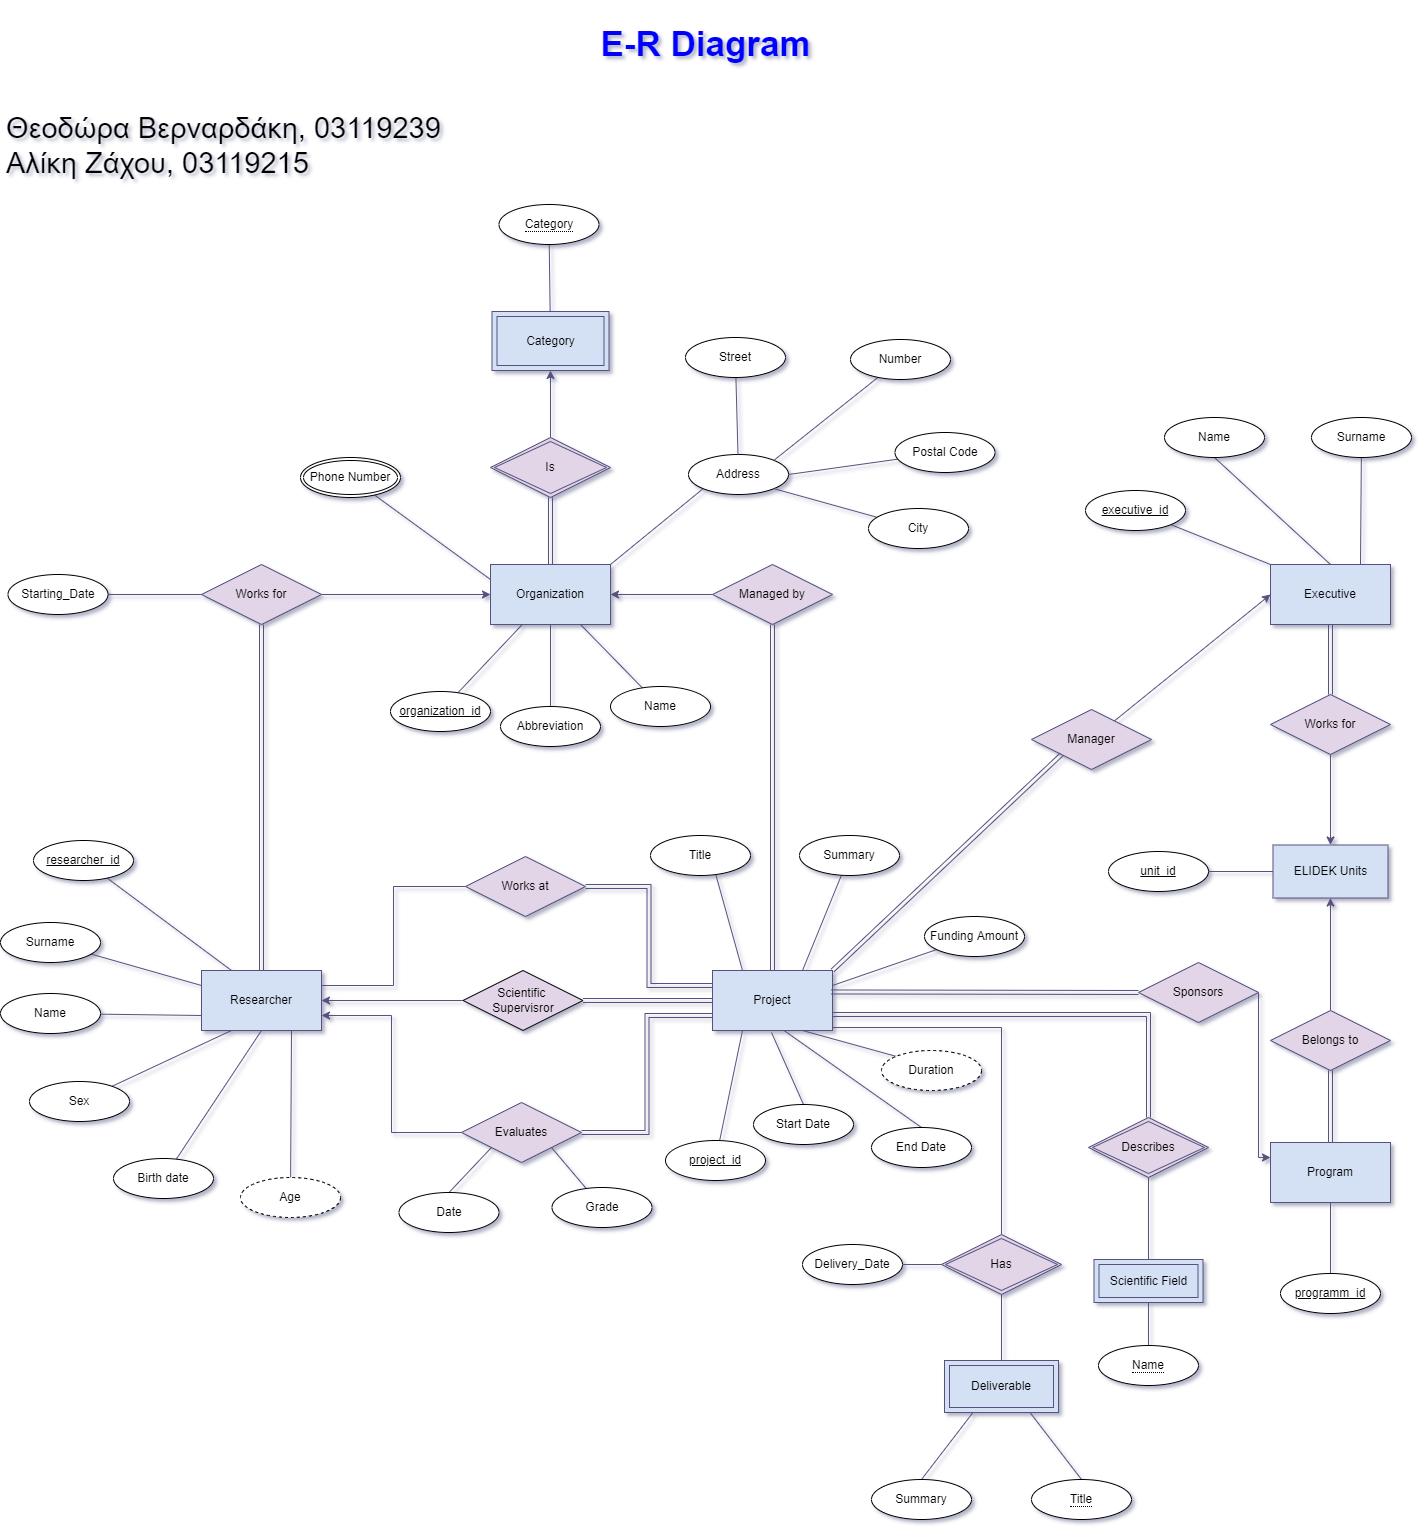 E-R Diagram
Θεοδώρα Βερναρδάκη, 03119239
Αλίκη Ζάχου, 03119215
Category
Category
Street
Number
Is
Phone Number
Address
Postal Code
City
Name
Surname
executive_id
Starting_Date
Works for
Organization
Managed by
Executive
organization_id
Abbreviation
Name
Manager
Works for
researcher_id
Title
Summary
ELIDEK Units
unit_id
Works at
Surname
Funding Amount
Name
Researcher
Scientific
Supervisror
Project
Sponsors
Belongs to
Sex
Duration
Evaluates
Start Date
End Date
Describes
Program
project_id
Birth date
Age
Date
Grade
Delivery_Date
Has
Scientific Field
programm_id
Name
Deliverable
Summary
Title